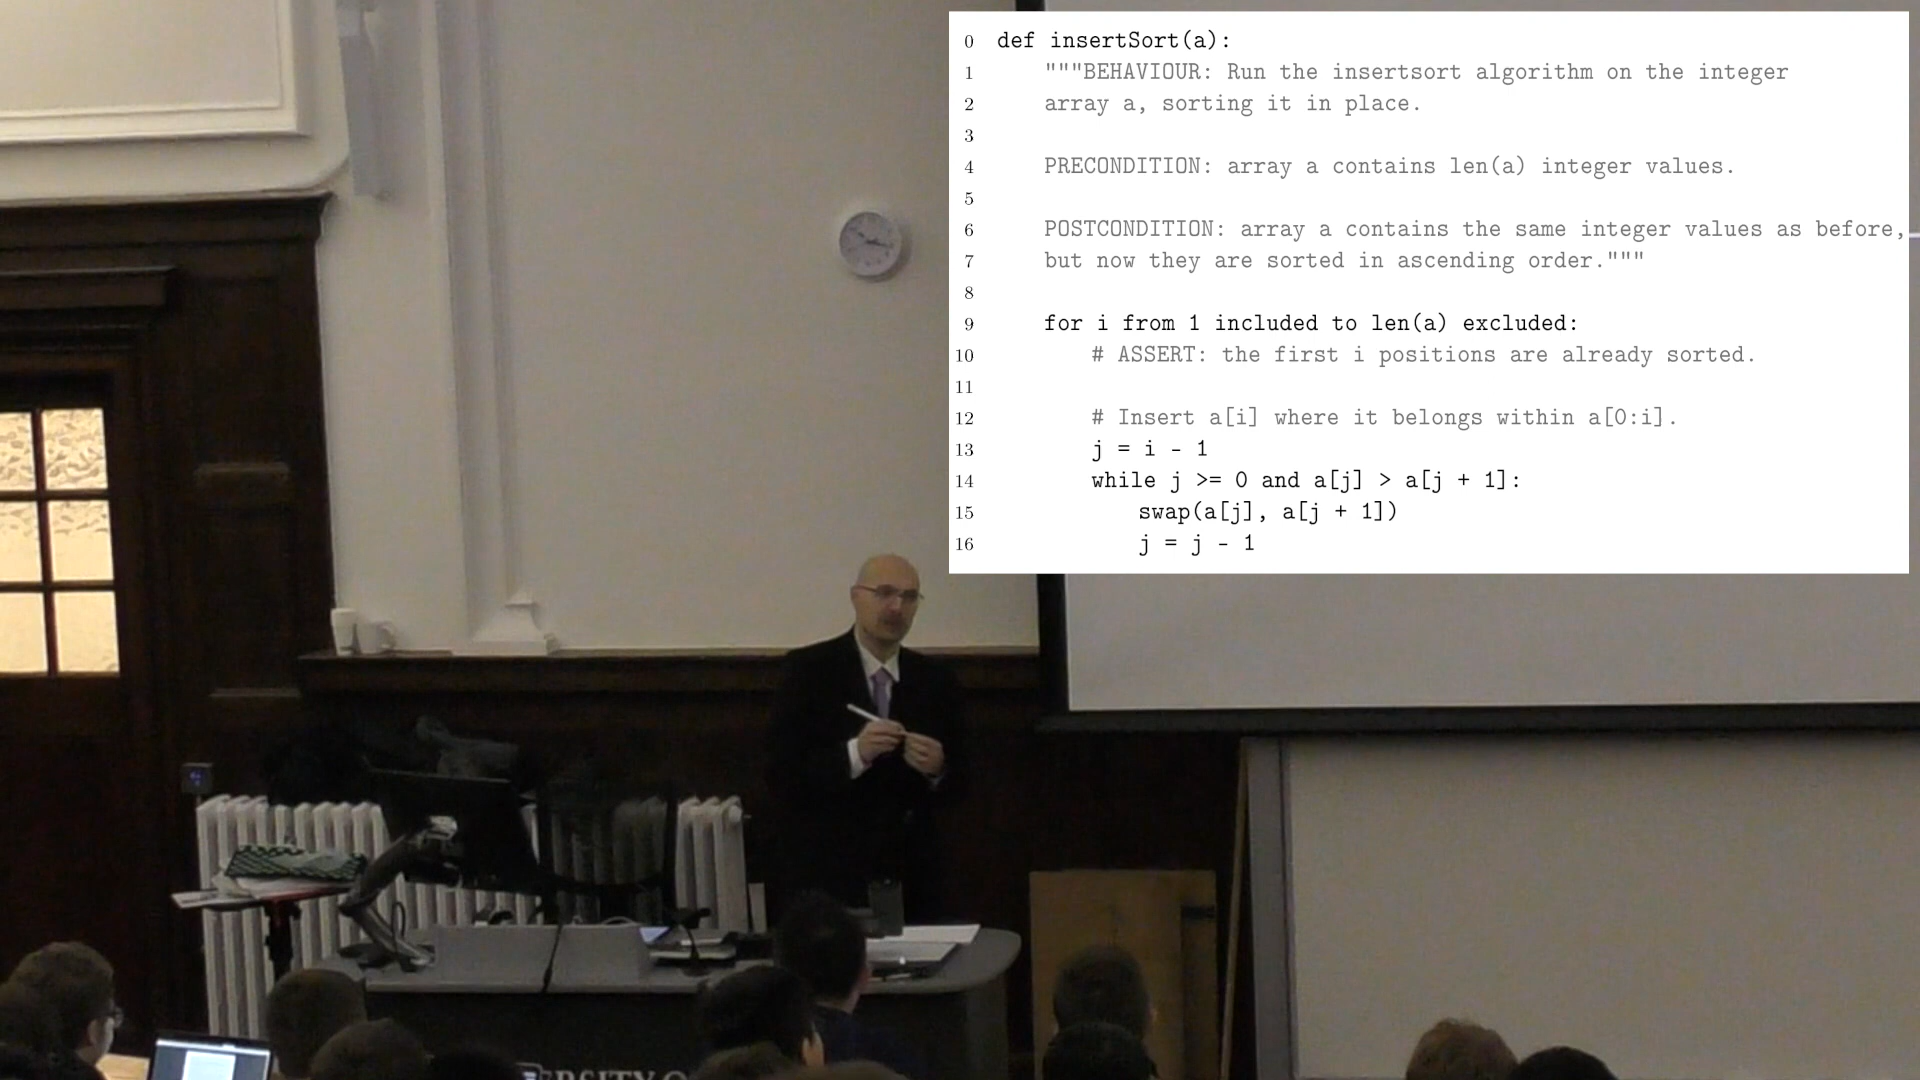 0 def insertSort(a):
1 """BEHAVIOUR: Run the insertsort algorithm on the integer
2 array a, sorting it in place.
3
4 PRECONDITION: array a contains len(a) integer values.
5
6 POSTCONDITION: array a contains the same integer values as before,
7 but now they are sorted in ascending order."""
8
9 for i from 1 included to len(a) excluded:
10 # ASSERT: the first i positions are already sorted.
11
12 # Insert a[i] where it belongs within a[0:i].
13 j = i - 1
14 while j >= 0 and a[j] > a[j + 1]:
15 swap(a[j], a[j + 1])
16 j = j - 1